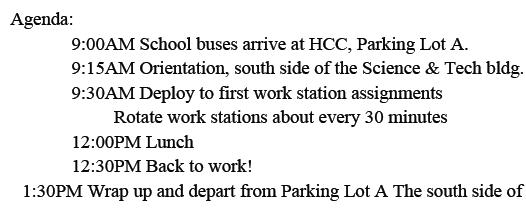 Agenda:
9:00AM School buses arrive at HCC, Parking Lot A.
9:15AM Orientation, south side of the Science & Tech bldg.
9:30AM Deploy to first work station assignments
Rotate work stations about every 30 minutes
12:00PM Lunch
12:30PM Back to work!
1:30PM Wrap up and depart from Parking Lot A The south side of